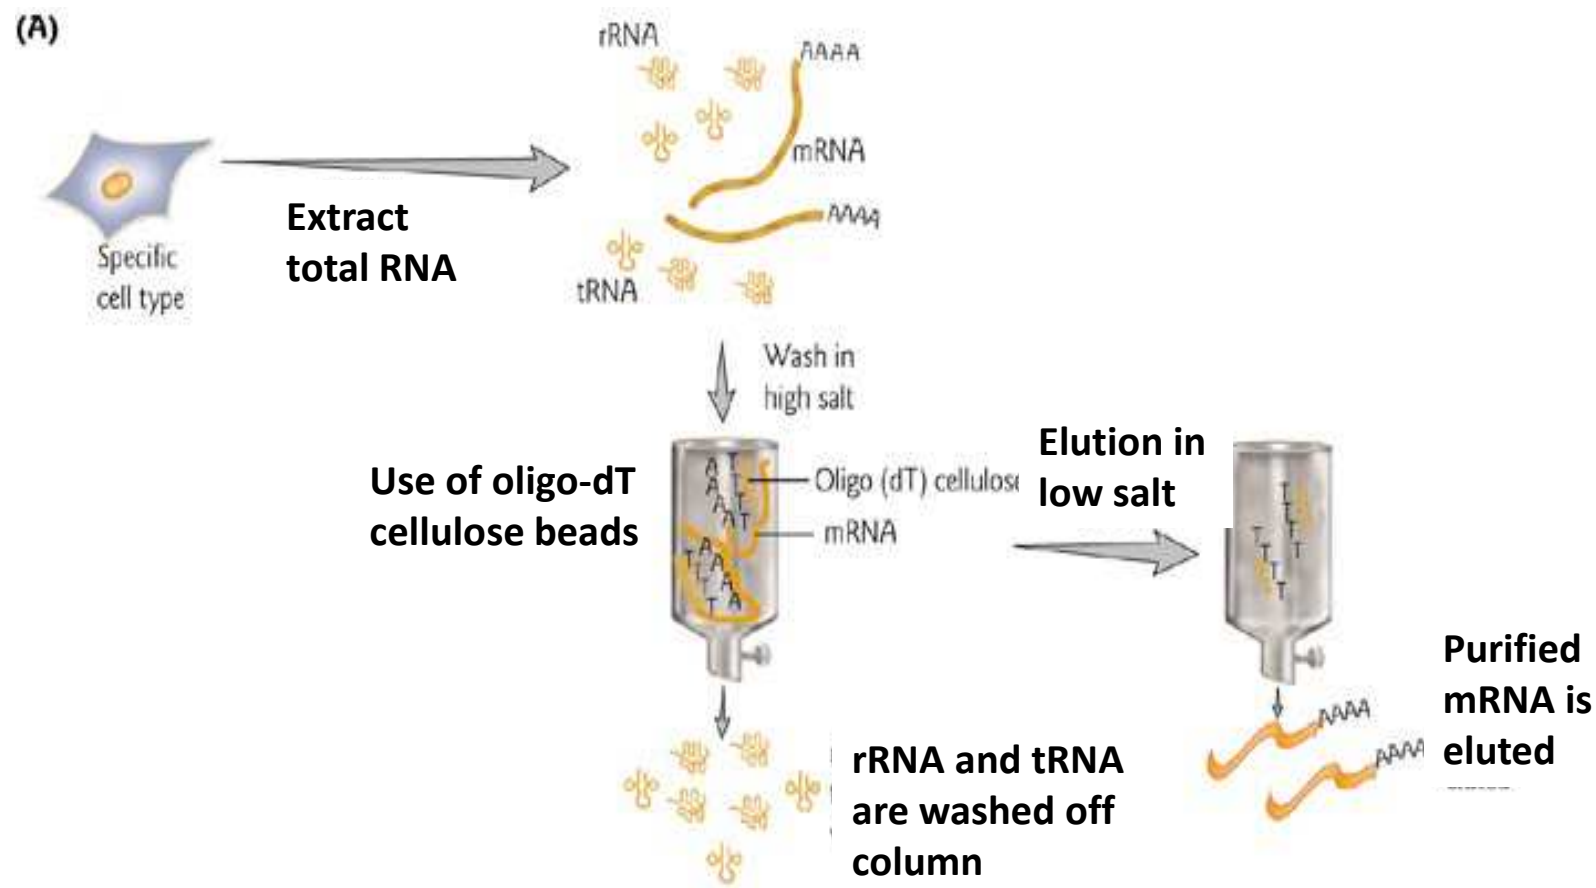 (A)
rRNA
AAAA
mRNA
AAAA
Extract
total RNA
Specific
cell type
tRNA
Wash in
high salt
Use of oligo-dT
cellulose beads
A T
A T
A T
A T
Oligo (dT) cellulose
mRNA
A
T A
T A
T A
T A
Elution in
low salt
T
T
T
T
T
T
T
T
T
Purified
mRNA is
eluted
AAAA
AAAA
rRNA and tRNA
are washed off
column